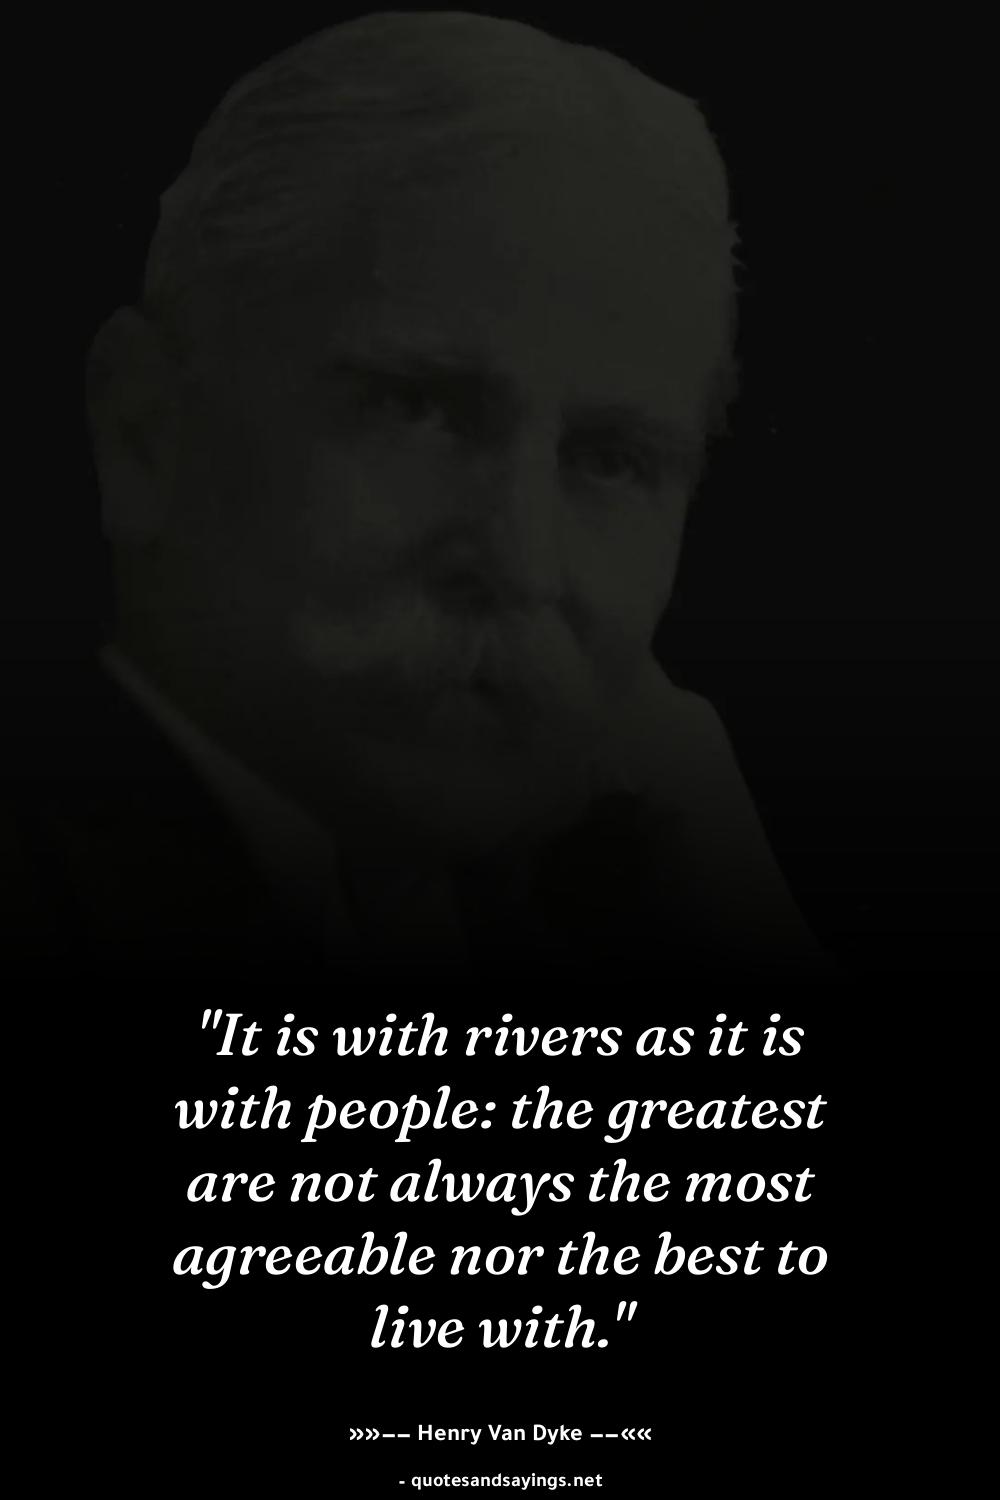 "It is with rivers as it is
with people: the greatest
are not always the most
agreeable nor the best to
live with."
»»−− Henry Van Dyke −−««
- quotesandsayings.net